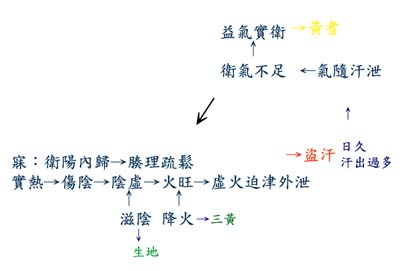 益氣實衛→黃耆
↑
衛氣不足 ←氣隨汗泄
↑
日久
汗出過多
→盜汗
寐：衛陽內歸→腠理疏鬆
實熱→傷陰→陰虛→火旺→虛火迫津外泄
↑ ↑
滋陰 降火→三黃
↓
生地